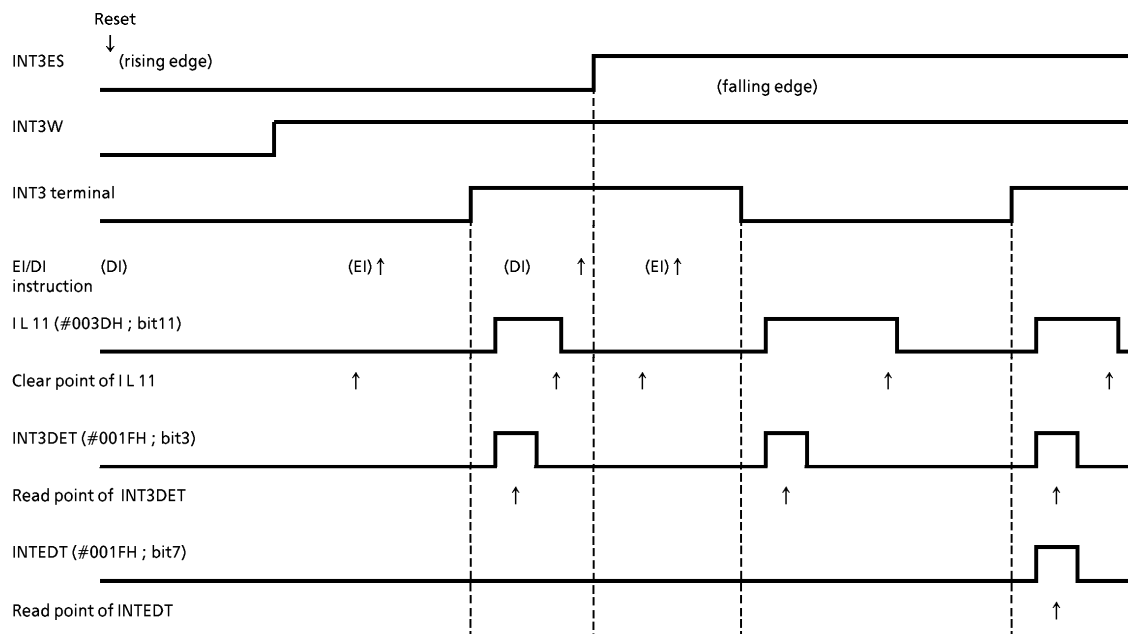 Reset
↓
INT3ES (rising edge)
(falling edge)
INT3W
INT3 terminal
EI/DI (DI) (EI)↑ (DI) ↑ (EI)↑
instruction
I L 11 (#003DH ; bit11)
Clear point of I L 11 ↑ ↑ ↑ ↑ ↑
INT3DET (#001FH ; bit3)
Read point of INT3DET ↑ ↑ ↑
INTEDT (#001FH ; bit7)
Read point of INTEDT ↑